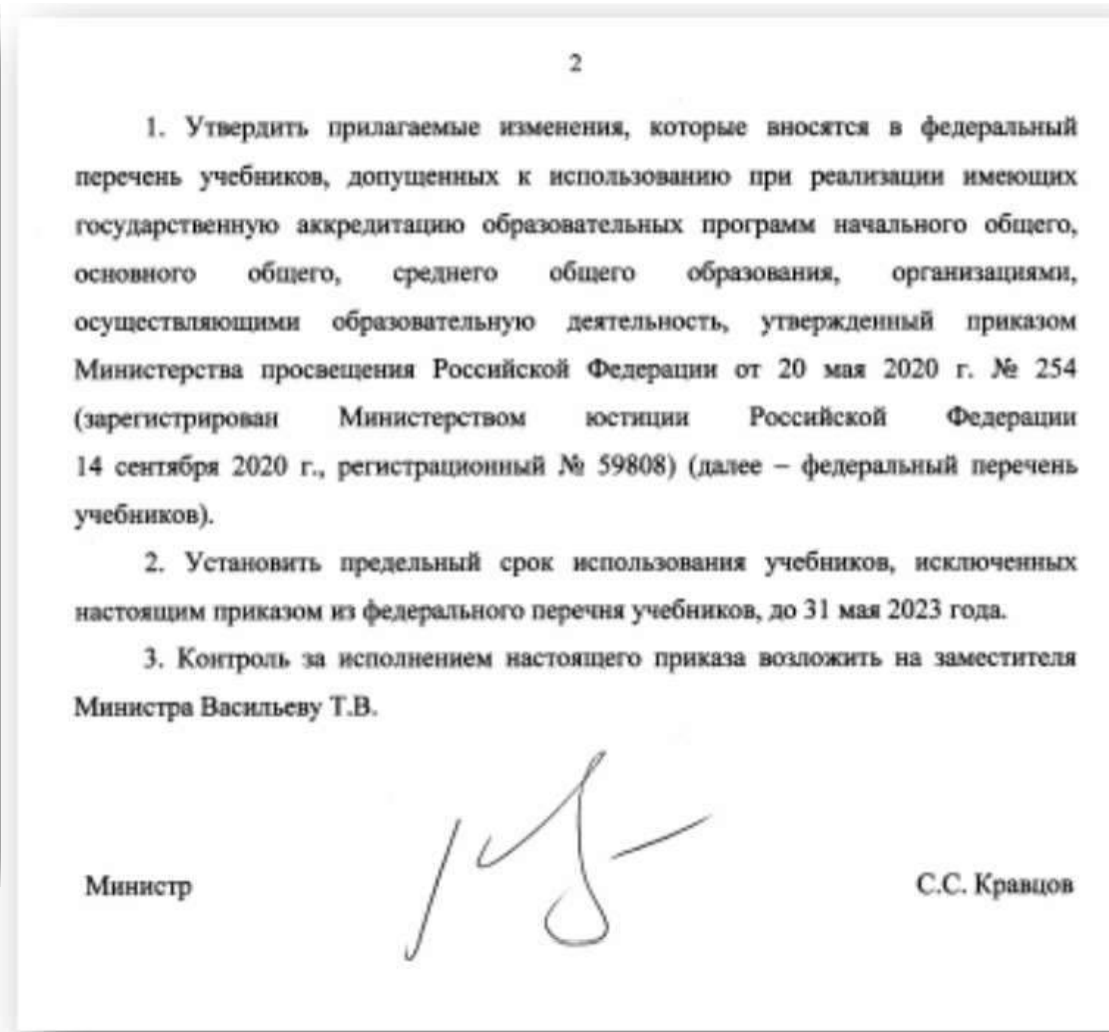 2
1. Утвердить прилагаемые изменения, которые вносятся в федеральный
перечень учебников, допущенных к использованию при реализации имеющих
государственную аккредитацию образовательных программ начального общего,
основного общего, среднего общего образования, организациями,
осуществляющими образовательную деятельность, утвержденный приказом
Министерства просвещения Российской Федерации от 20 мая 2020 г. № 254
(зарегистрирован Министерством юстиции Российской Федерации
14 сентября 2020 г., регистрационный № 59808) (далее – федеральный перечень
учебников).
2. Установить предельный срок использования учебников, исключенных
настоящим приказом из федерального перечня учебников, до 31 мая 2023 года.
3. Контроль за исполнением настоящего приказа возложить на заместителя
Министра Васильеву Т.В.
Министр С.С. Кравцов